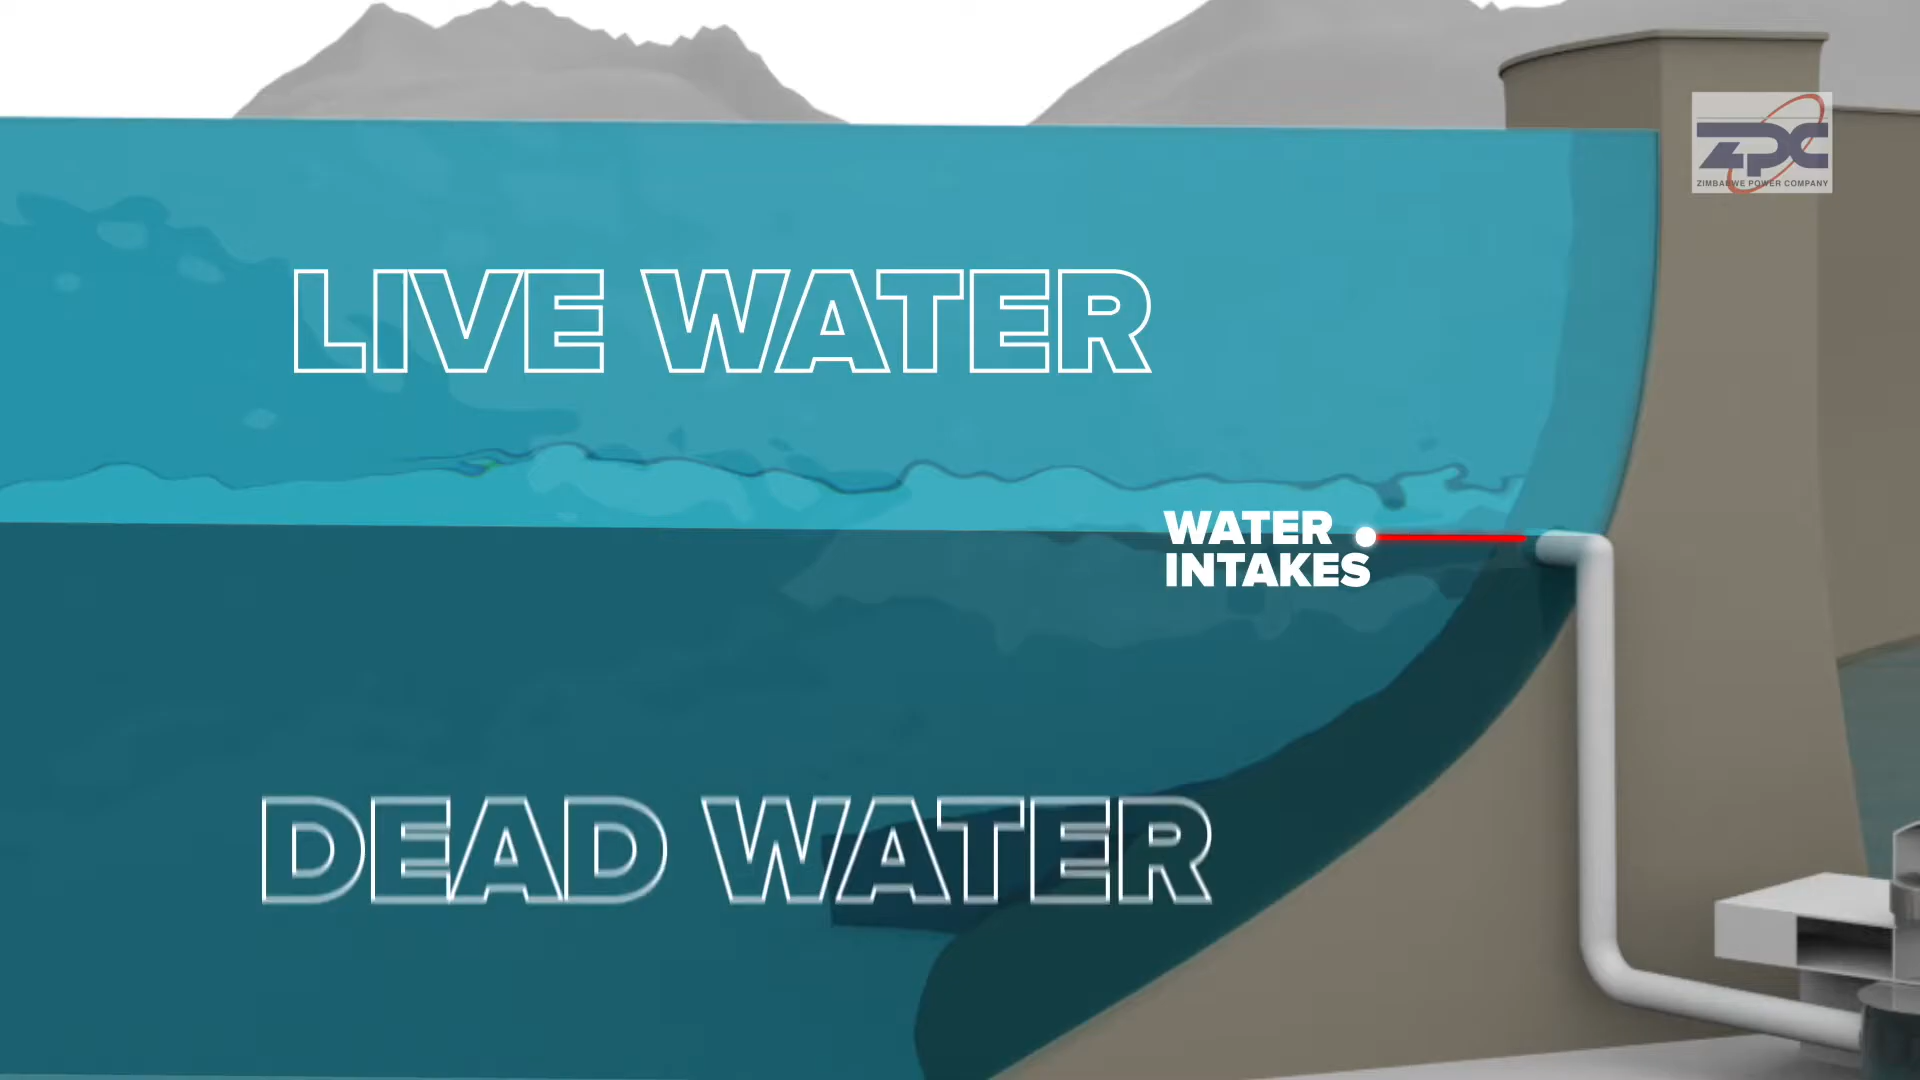 ZPC
ZIMBABWE POWER COMPANY
LIVE WATER
WATER
INTAKES
DEAD WATER